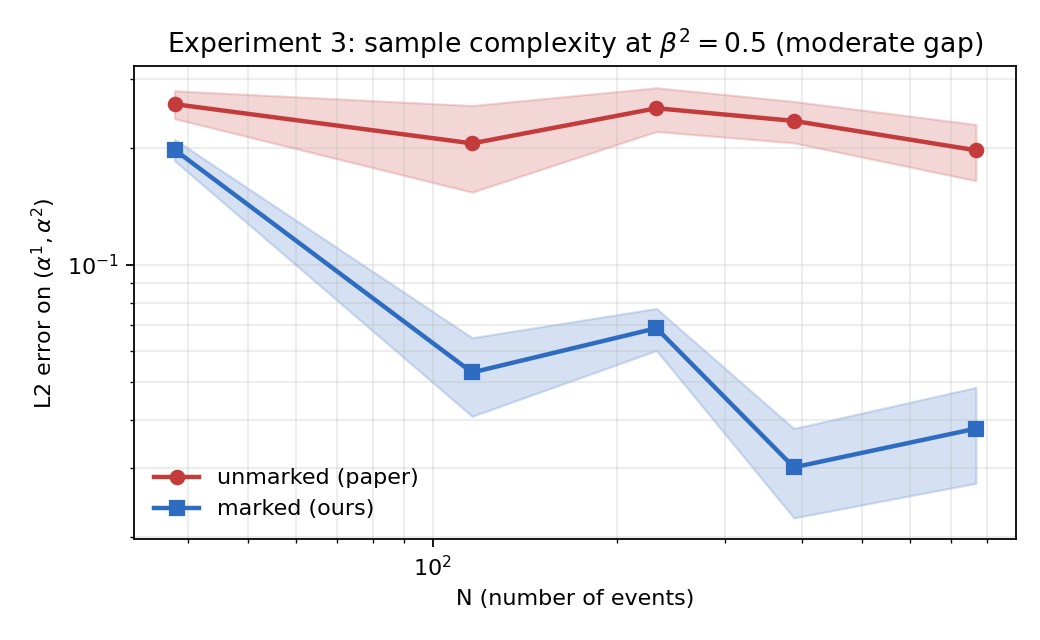 Experiment 3: sample complexity at β² = 0.5 (moderate gap)
L2 error on (α¹, α²)
10⁻¹
unmarked (paper)
marked (ours)
10²
N (number of events)